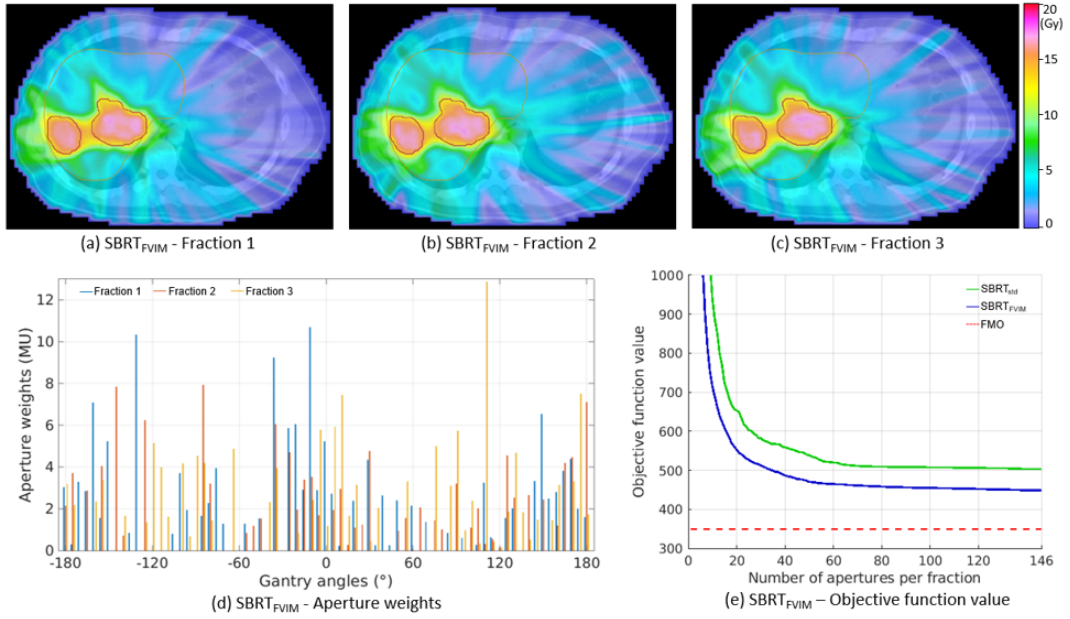 20
(Gy)
15
10
5
0
(a) SBRTFVIM - Fraction 1
(b) SBRTFVIM - Fraction 2
(c) SBRTFVIM - Fraction 3
Fraction 1 Fraction 2 Fraction 3
12
10
8
6
4
2
0
Aperture weights (MU)
-180 -120 -60 0 60 120 180
Gantry angles (°)
(d) SBRTFVIM - Aperture weights
1000
900
800
700
600
500
400
300
Objective function value
SBRTstd
SBRTFVIM
FMO
0 20 40 60 80 100 120 146
Number of apertures per fraction
(e) SBRTFVIM – Objective function value